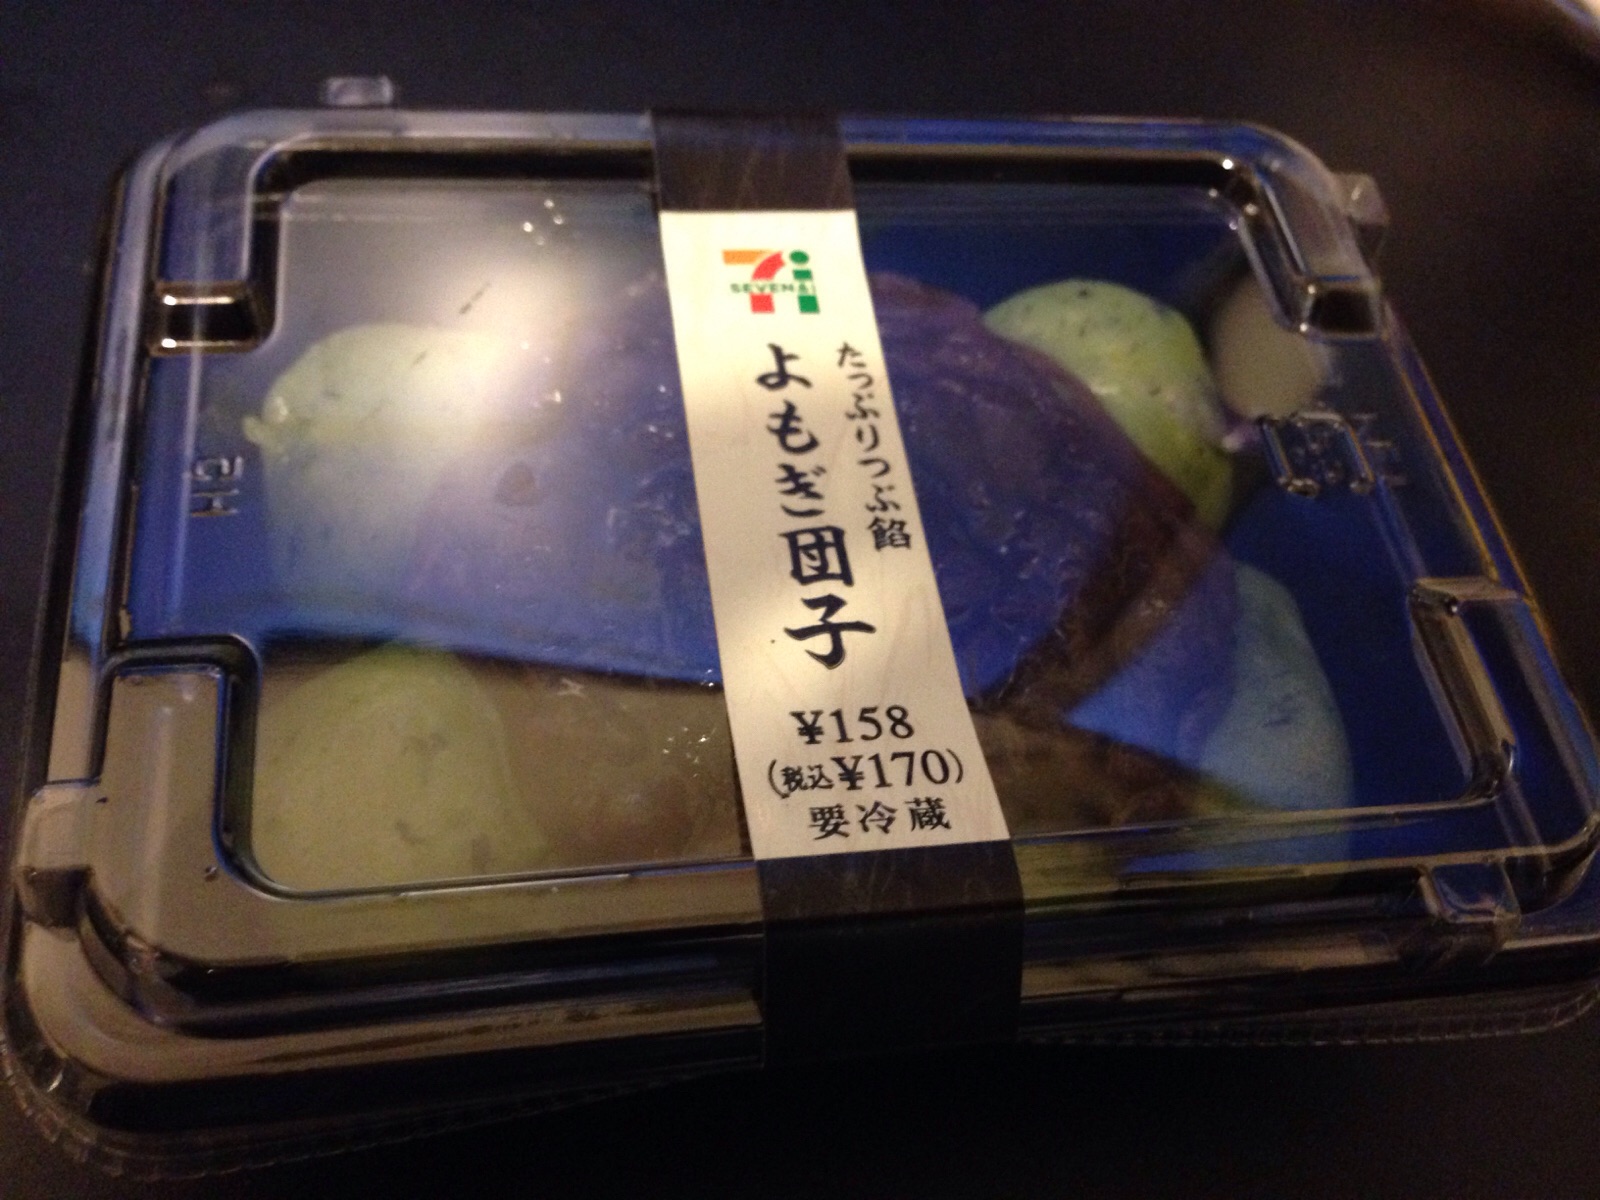 SEVEN&i
たっぷりつぶ餡
よもぎ団子
¥158
(税込¥170)
要冷蔵